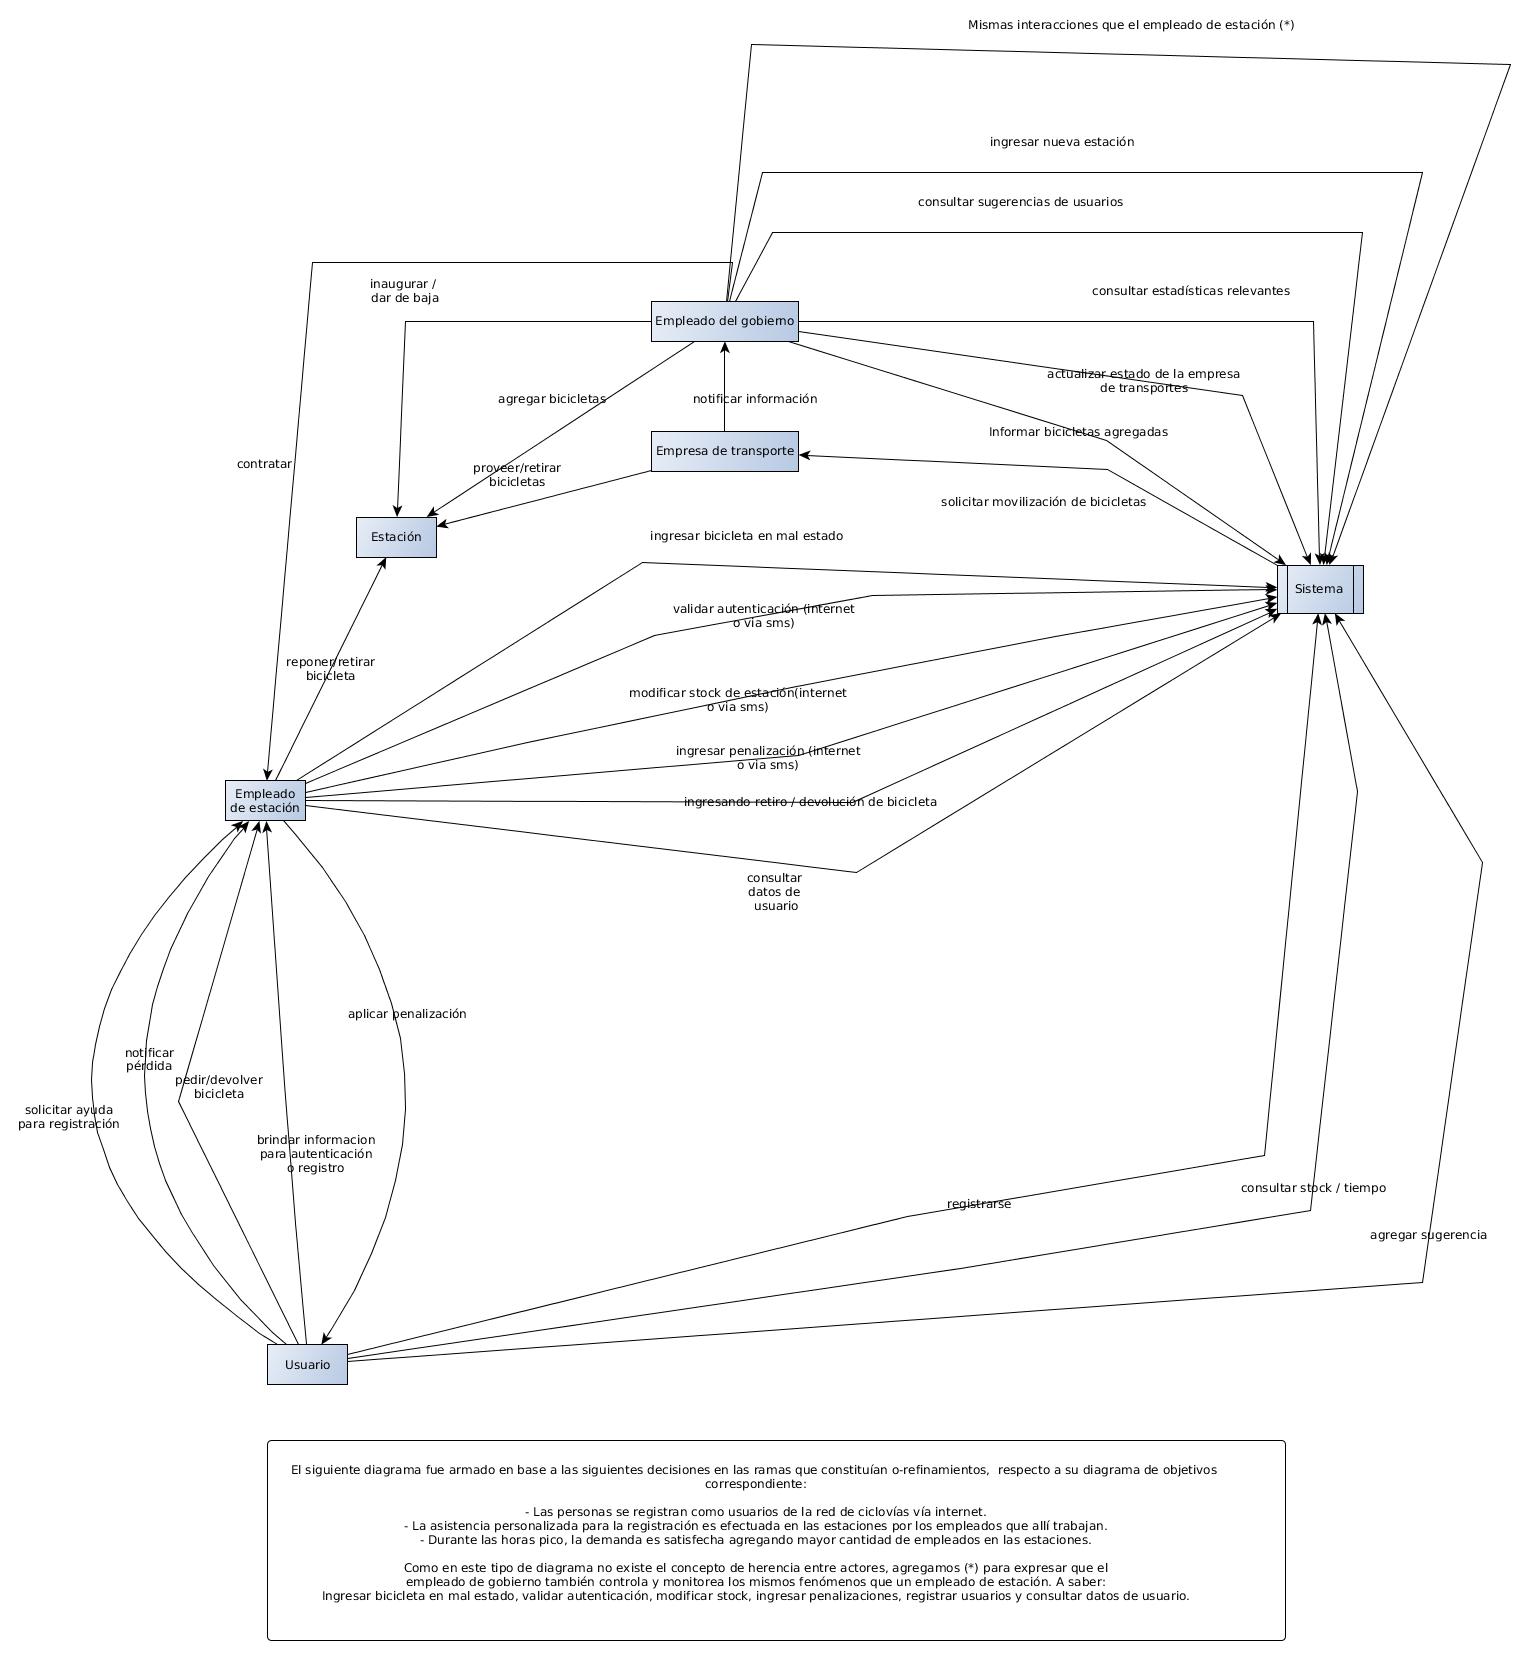 Mismas interacciones que el empleado de estación (*)
ingresar nueva estación
consultar sugerencias de usuarios
inaugurar /
dar de baja
consultar estadísticas relevantes
Empleado del gobierno
actualizar estado de la empresa
de transportes
agregar bicicletas
notificar información
Informar bicicletas agregadas
Empresa de transporte
contratar
proveer/retirar
bicicletas
solicitar movilización de bicicletas
Estación
ingresar bicicleta en mal estado
Sistema
validar autenticación (internet
o via sms)
reponer/retirar
bicicleta
modificar stock de estación(internet
o via sms)
ingresar penalización (internet
o via sms)
Empleado
de estación
ingresando retiro / devolución de bicicleta
consultar
datos de
usuario
aplicar penalización
notificar
pérdida
pedir/devolver
bicicleta
solicitar ayuda
para registración
brindar informacion
para autenticación
o registro
consultar stock / tiempo
registrarse
agregar sugerencia
Usuario
El siguiente diagrama fue armado en base a las siguientes decisiones en las ramas que constituían o-refinamientos,  respecto a su diagrama de objetivos
correspondiente:
- Las personas se registran como usuarios de la red de ciclovías vía internet.
- La asistencia personalizada para la registración es efectuada en las estaciones por los empleados que allí trabajan.
- Durante las horas pico, la demanda es satisfecha agregando mayor cantidad de empleados en las estaciones.
Como en este tipo de diagrama no existe el concepto de herencia entre actores, agregamos (*) para expresar que el
empleado de gobierno también controla y monitorea los mismos fenómenos que un empleado de estación. A saber:
Ingresar bicicleta en mal estado, validar autenticación, modificar stock, ingresar penalizaciones, registrar usuarios y consultar datos de usuario.